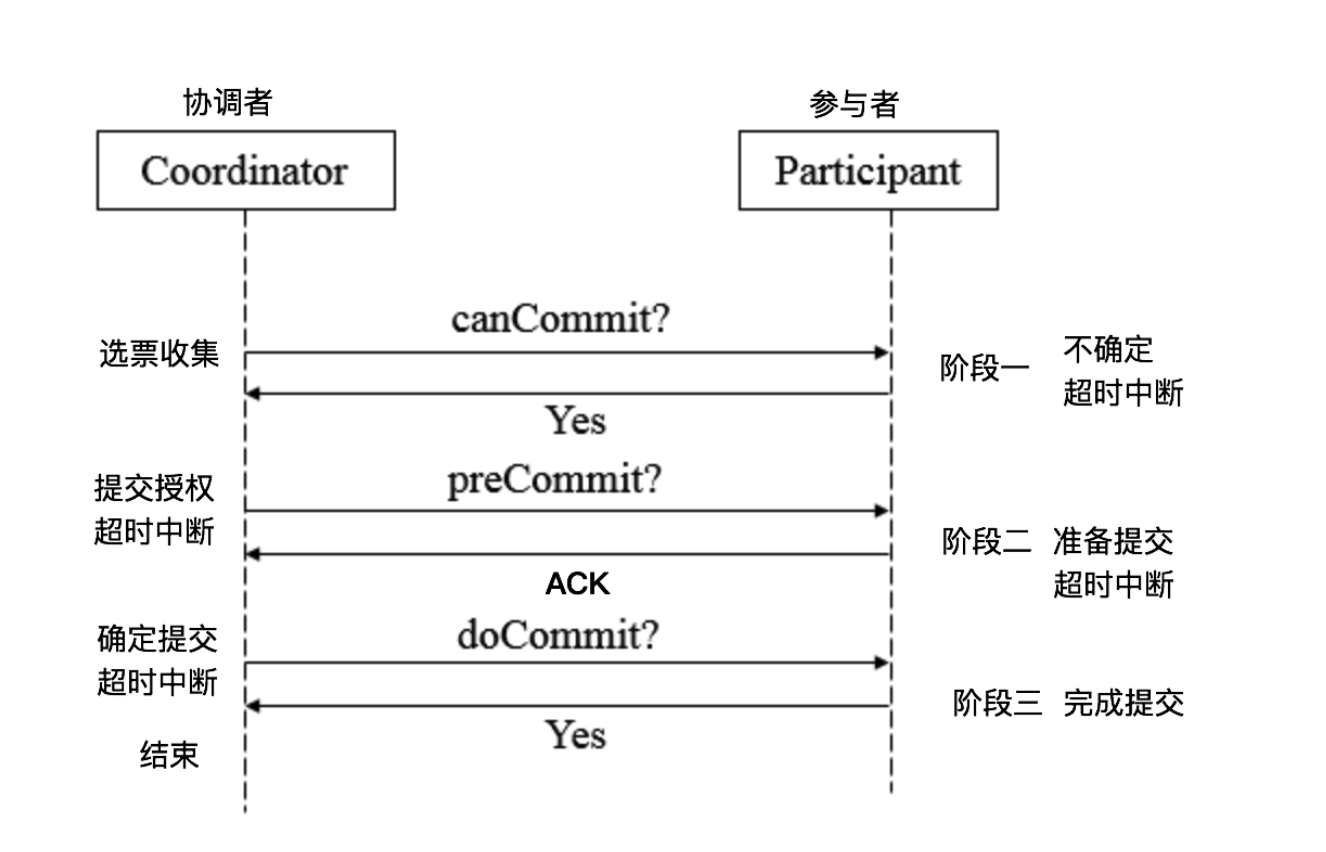 协调者
参与者
Coordinator
Participant
canCommit?
选票收集
阶段一
不确定
超时中断
Yes
preCommit?
提交授权
超时中断
阶段二
准备提交
超时中断
ACK
doCommit?
确定提交
超时中断
阶段三
完成提交
Yes
结束